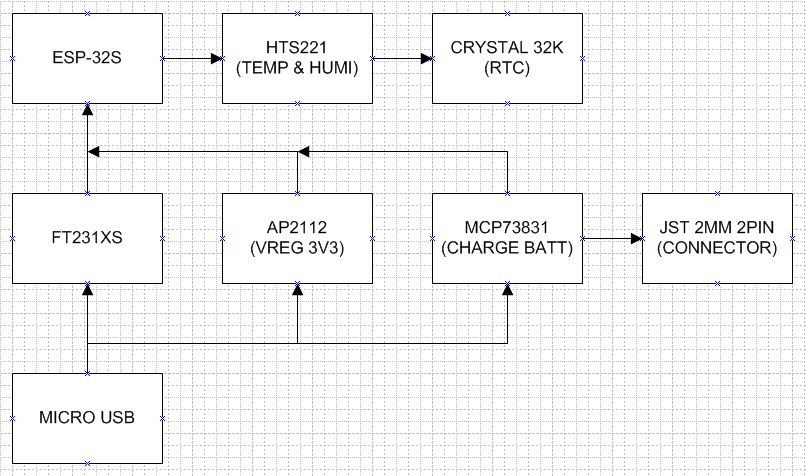 ESP-32S
HTS221
(TEMP & HUMI)
CRYSTAL 32K
(RTC)
FT231XS
AP2112
(VREG 3V3)
MCP73831
(CHARGE BATT)
JST 2MM 2PIN
(CONNECTOR)
MICRO USB